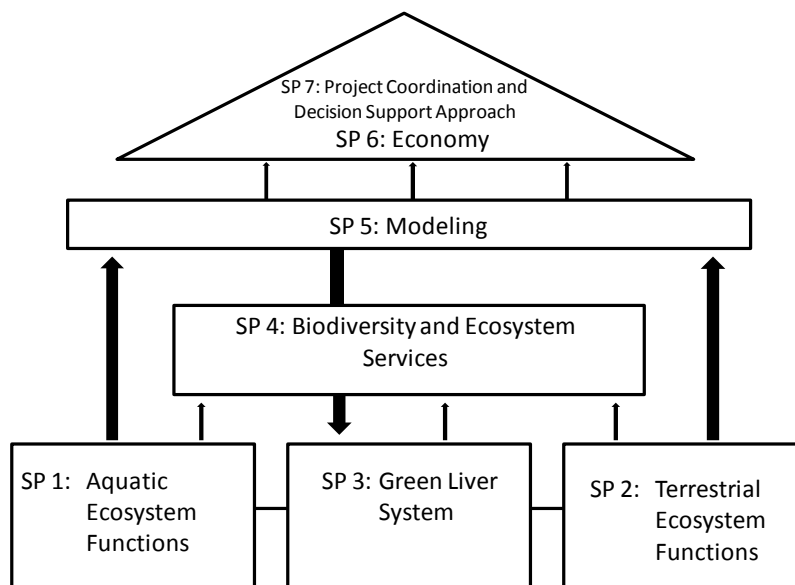 SP 7: Project Coordination and
Decision Support Approach
SP 6: Economy
SP 5: Modeling
SP 4: Biodiversity and Ecosystem
Services
SP 1: Aquatic
Ecosystem
Functions
SP 3: Green Liver
System
SP 2: Terrestrial
Ecosystem
Functions